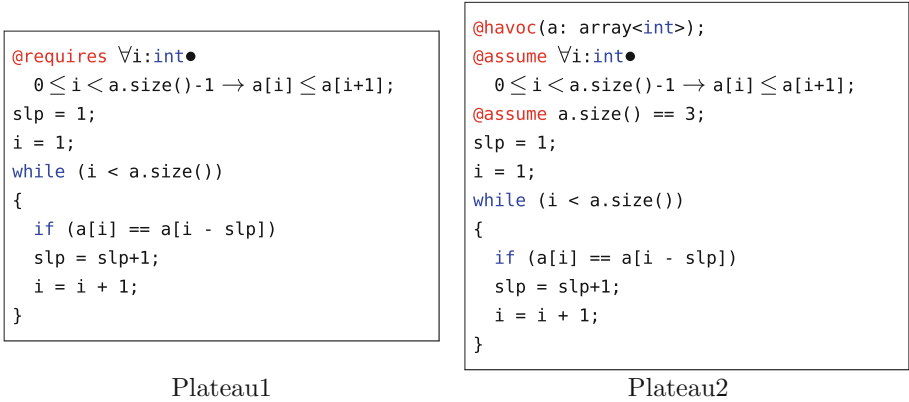 @requires ∀i:int●
0 ≤ i < a.size()-1 → a[i] ≤ a[i+1];
slp = 1;
i = 1;
while (i < a.size())
{
if (a[i] == a[i - slp])
slp = slp+1;
i = i + 1;
}
Plateau1
@havoc(a: array<int>);
@assume ∀i:int●
0 ≤ i < a.size()-1 → a[i] ≤ a[i+1];
@assume a.size() == 3;
slp = 1;
i = 1;
while (i < a.size())
{
if (a[i] == a[i - slp])
slp = slp+1;
i = i + 1;
}
Plateau2